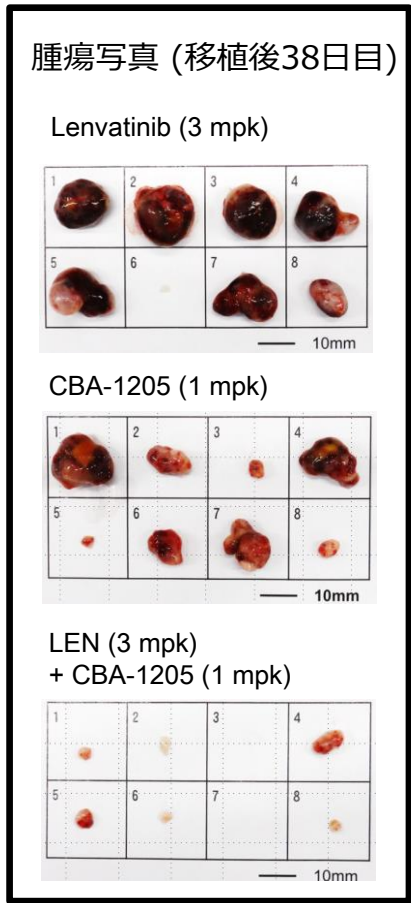 腫瘍写真 (移植後38日目)
Lenvatinib (3 mpk)
1 2 3 4
5 6 7 8
10mm
CBA-1205 (1 mpk)
1 2 3 4
5 6 7 8
10mm
LEN (3 mpk)
+ CBA-1205 (1 mpk)
1 2 3 4
5 6 7 8
10mm